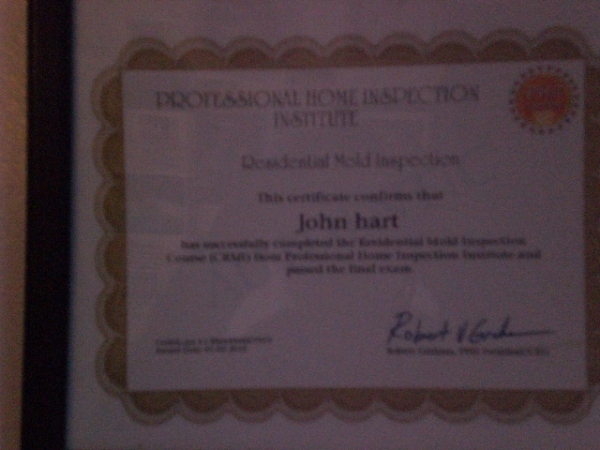 PROFESSIONAL HOME INSPECTION
INSTITUTE
Residential Mold Inspection
This certificate confirms that
John hart
has successfully completed the Residential Mold Inspection
Course (CRMI) from Professional Home Inspection Institute and
passed the final exam.
Robert